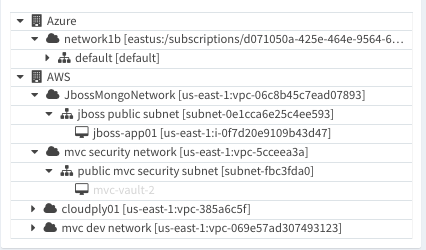 Azure
network1b [eastus:/subscriptions/d071050a-425e-464e-9564-6…
default [default]
AWS
JbossMongoNetwork [us-east-1:vpc-06c8b45c7ead07893]
jboss public subnet [subnet-0e1cca6e25c4ee593]
jboss-app01 [us-east-1:i-0f7d20e9109b43d47]
mvc security network [us-east-1:vpc-5cceea3a]
public mvc security subnet [subnet-fbc3fda0]
mvc-vault-2
cloudply01 [us-east-1:vpc-385a6c5f]
mvc dev network [us-east-1:vpc-069e57ad307493123]